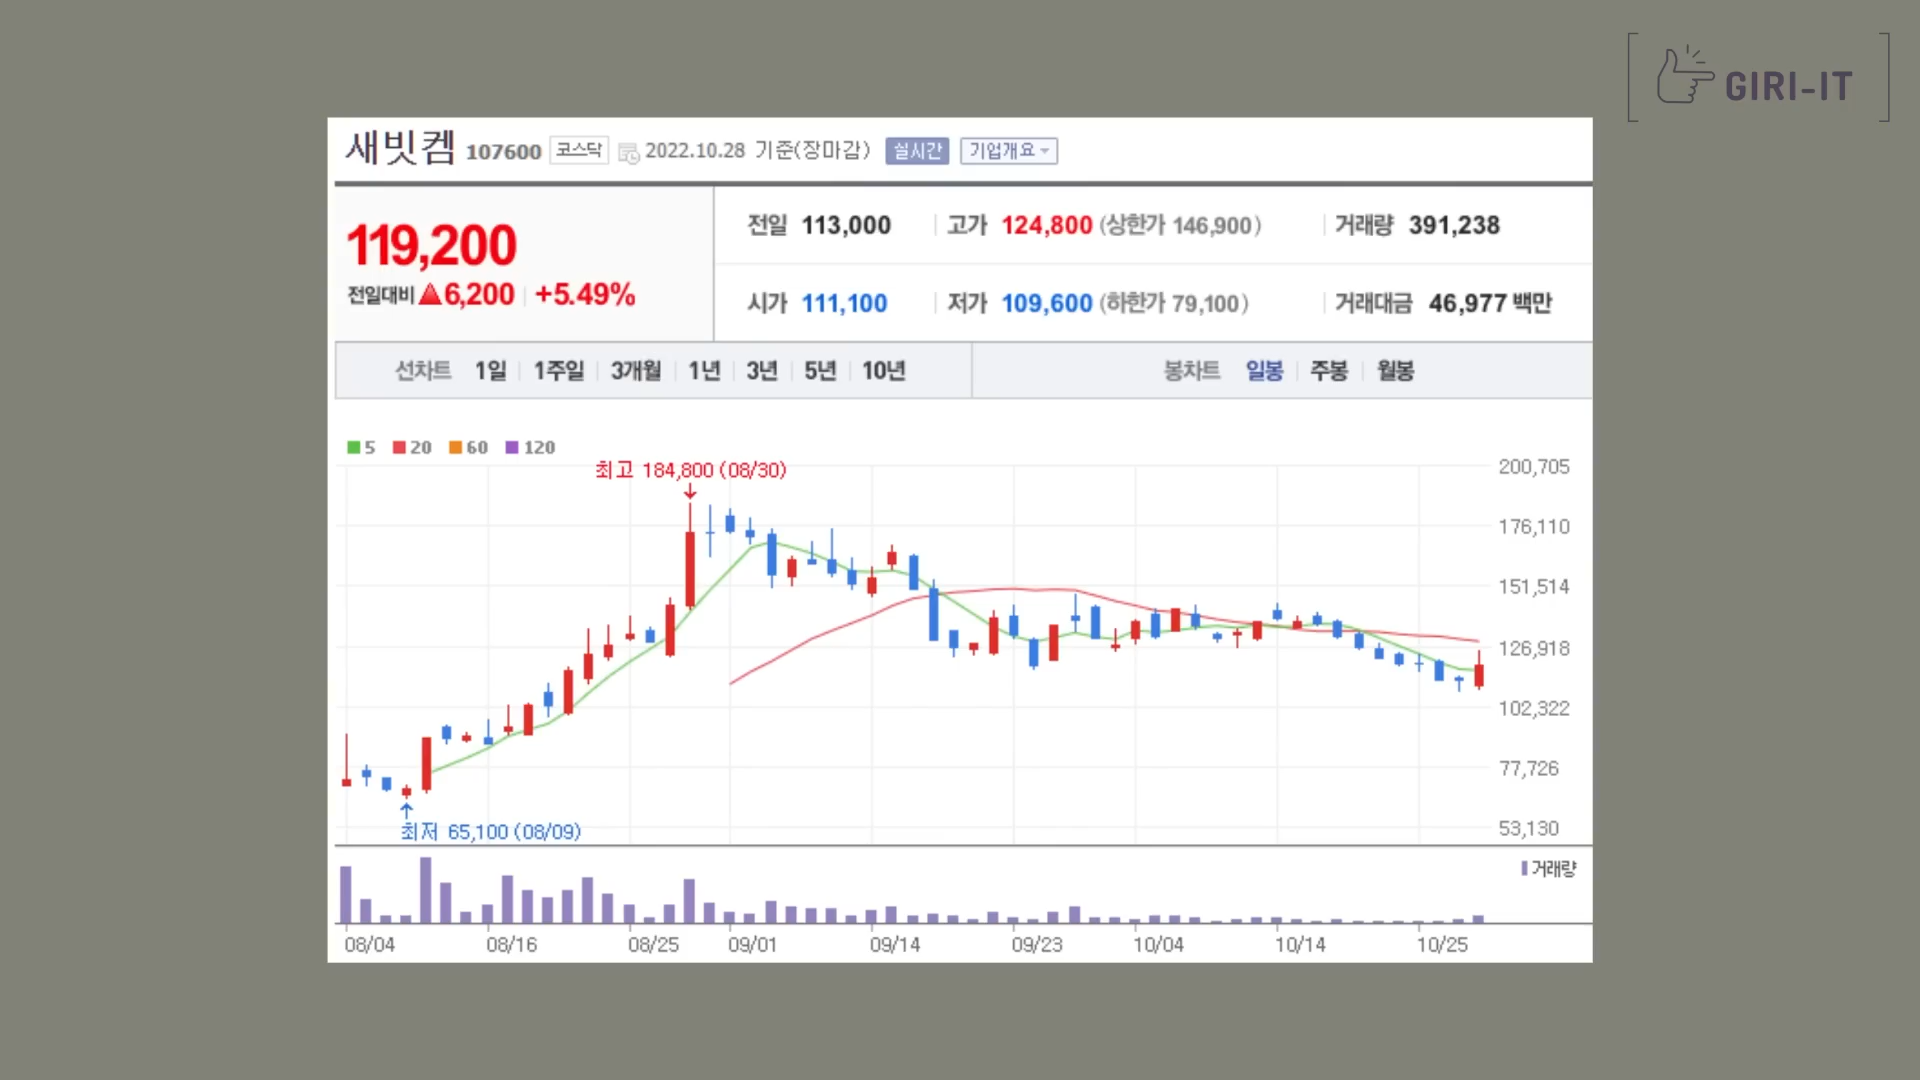 GIRI-IT
새빗켐 107600 코스닥 2022.10.28 기준(장마감) 실시간 기업개요
119,200
전일대비 ▲6,200 +5.49%
전일 113,000 고가 124,800 (상한가 146,900) 거래량 391,238
시가 111,100 저가 109,600 (하한가 79,100) 거래대금 46,977 백만
선차트 1일 1주일 3개월 1년 3년 5년 10년 봉차트 일봉 주봉 월봉
5 20 60 120
최고 184,800 (08/30)
200,705
176,110
151,514
126,918
102,322
77,726
53,130
최저 65,100 (08/09)
거래량
08/04 08/16 08/25 09/01 09/14 09/23 10/04 10/14 10/25